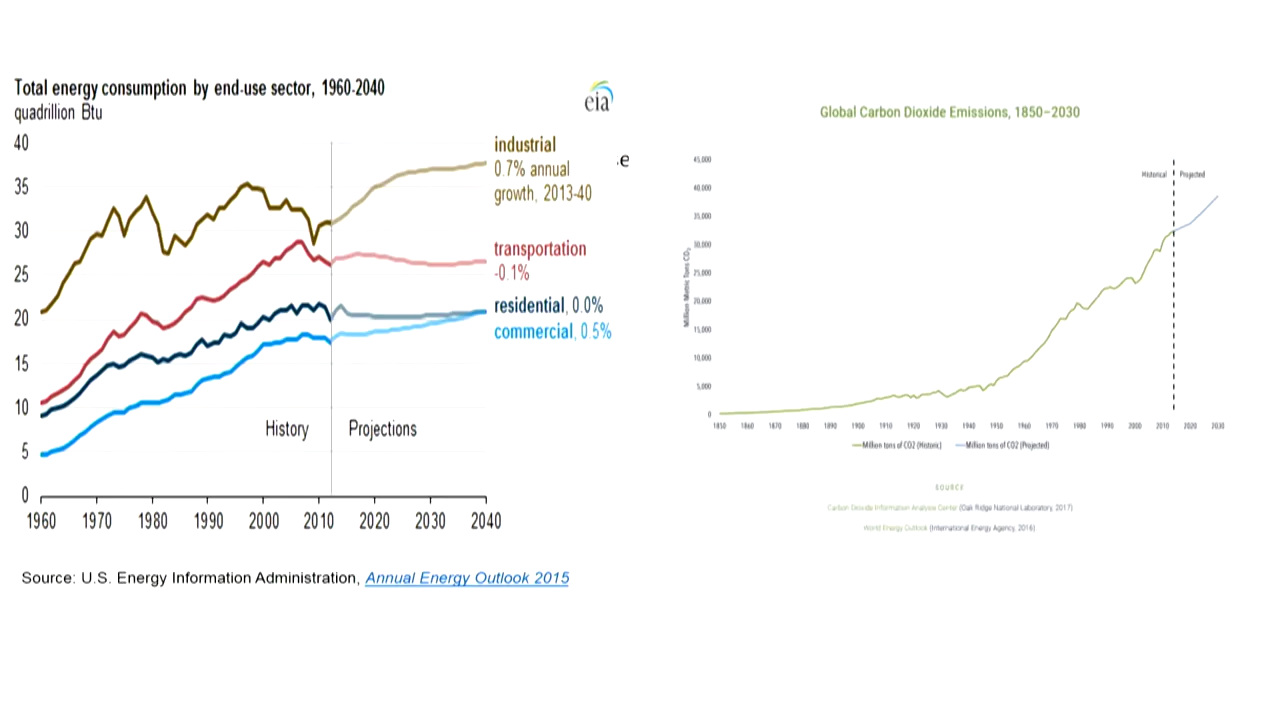 Total energy consumption by end-use sector, 1960-2040
quadrillion Btu
eia
40
35
30
25
20
15
10
5
0
industrial
0.7% annual
growth, 2013-40
transportation
-0.1%
residential, 0.0%
commercial, 0.5%
History Projections
1960 1970 1980 1990 2000 2010 2020 2030 2040
Source: U.S. Energy Information Administration, Annual Energy Outlook 2015
.e
Global Carbon Dioxide Emissions, 1850–2030
Million Metric Tons CO2
45,000
40,000
35,000
30,000
25,000
20,000
15,000
10,000
5,000
0
Historical Projected
1850 1860 1870 1880 1890 1900 1910 1920 1930 1940 1950 1960 1970 1980 1990 2000 2010 2020 2030
Million tons of CO2 (Historic) Million tons of CO2 (Projected)
SOURCE
Carbon Dioxide Information Analysis Center (Oak Ridge National Laboratory, 2017)
World Energy Outlook (International Energy Agency, 2016)